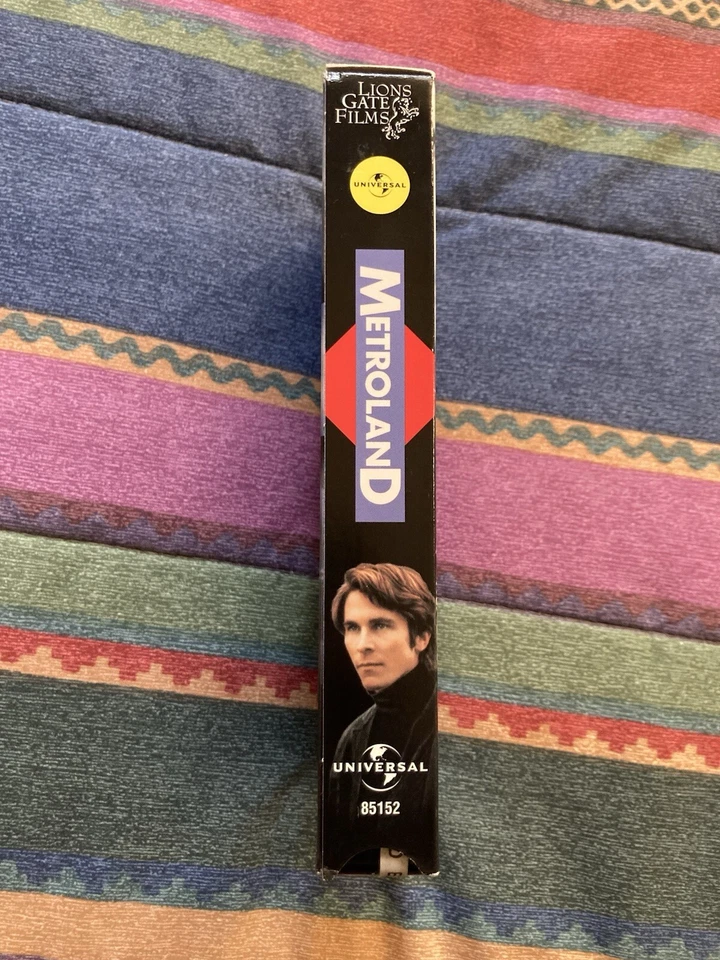 LIONS
GATE
FILMS
UNIVERSAL
METROLAND
UNIVERSAL
85152